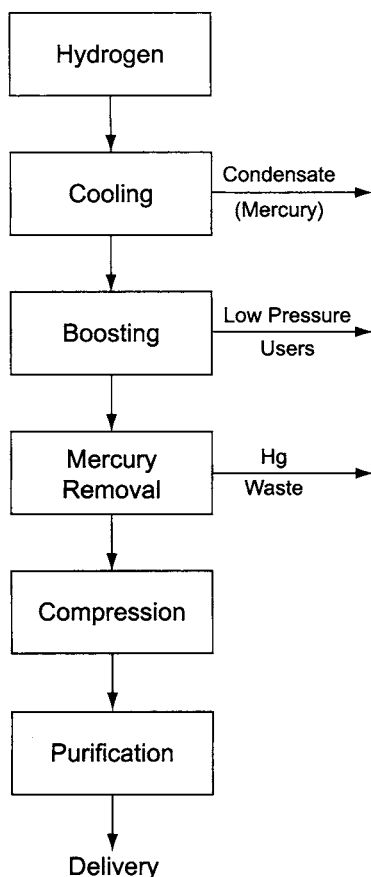 Hydrogen
Cooling
Condensate
(Mercury)
Boosting
Low Pressure
Users
Mercury
Removal
Hg
Waste
Compression
Purification
Delivery